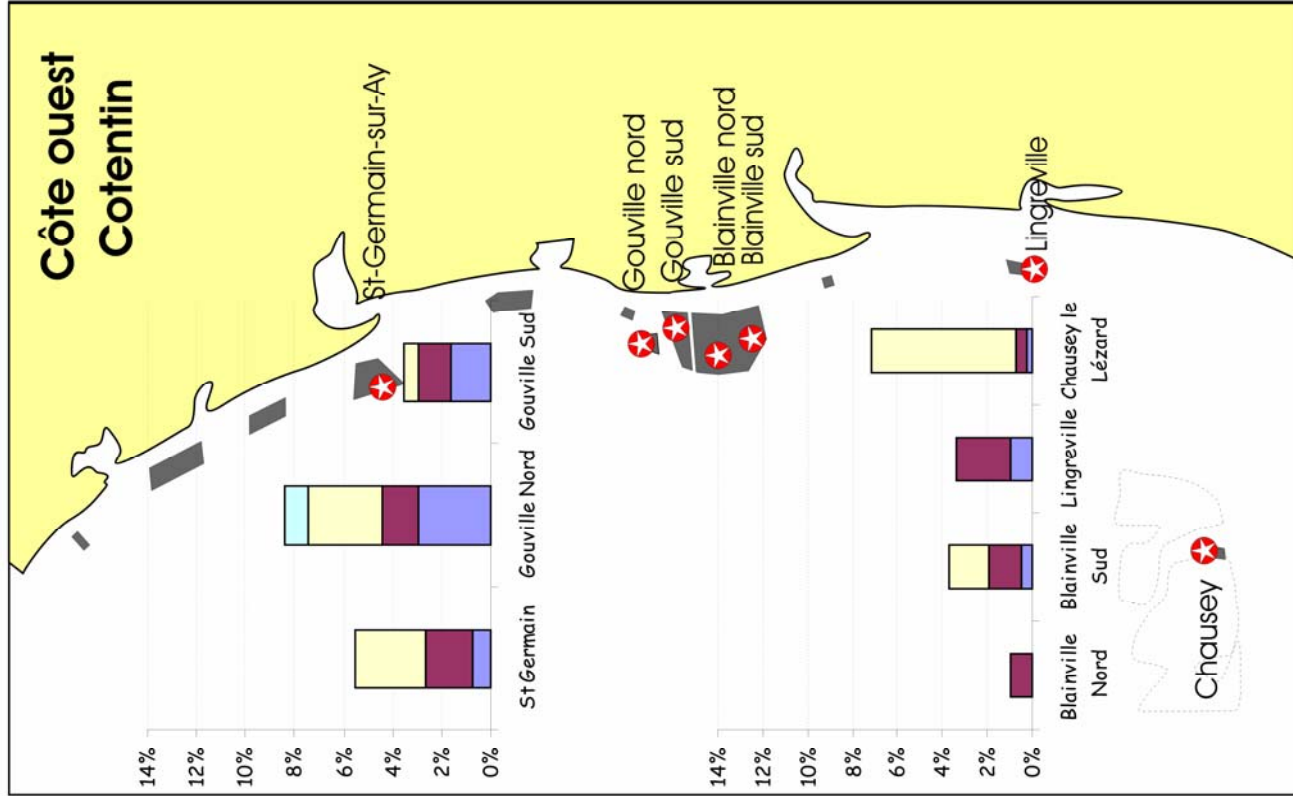 Côte ouest
Cotentin
St-Germain-sur-Ay
Gouville nord
Gouville sud
Blainville nord
Blainville sud
Lingreville
Chausey
14%
12%
10%
8%
6%
4%
2%
0%
St Germain
Gouville Nord
Gouville Sud
14%
12%
10%
8%
6%
4%
2%
0%
Blainville
Nord
Blainville
Sud
Lingreville
Chausey le
Lézard